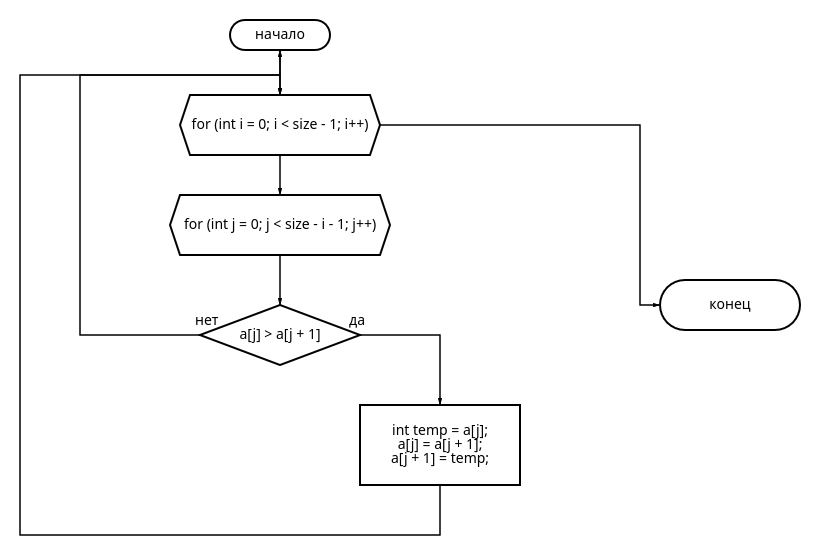 начало
for (int i = 0; i < size - 1; i++)
for (int j = 0; j < size - i - 1; j++)
нет
да
a[j] > a[j + 1]
конец
int temp = a[j];
a[j] = a[j + 1];
a[j + 1] = temp;